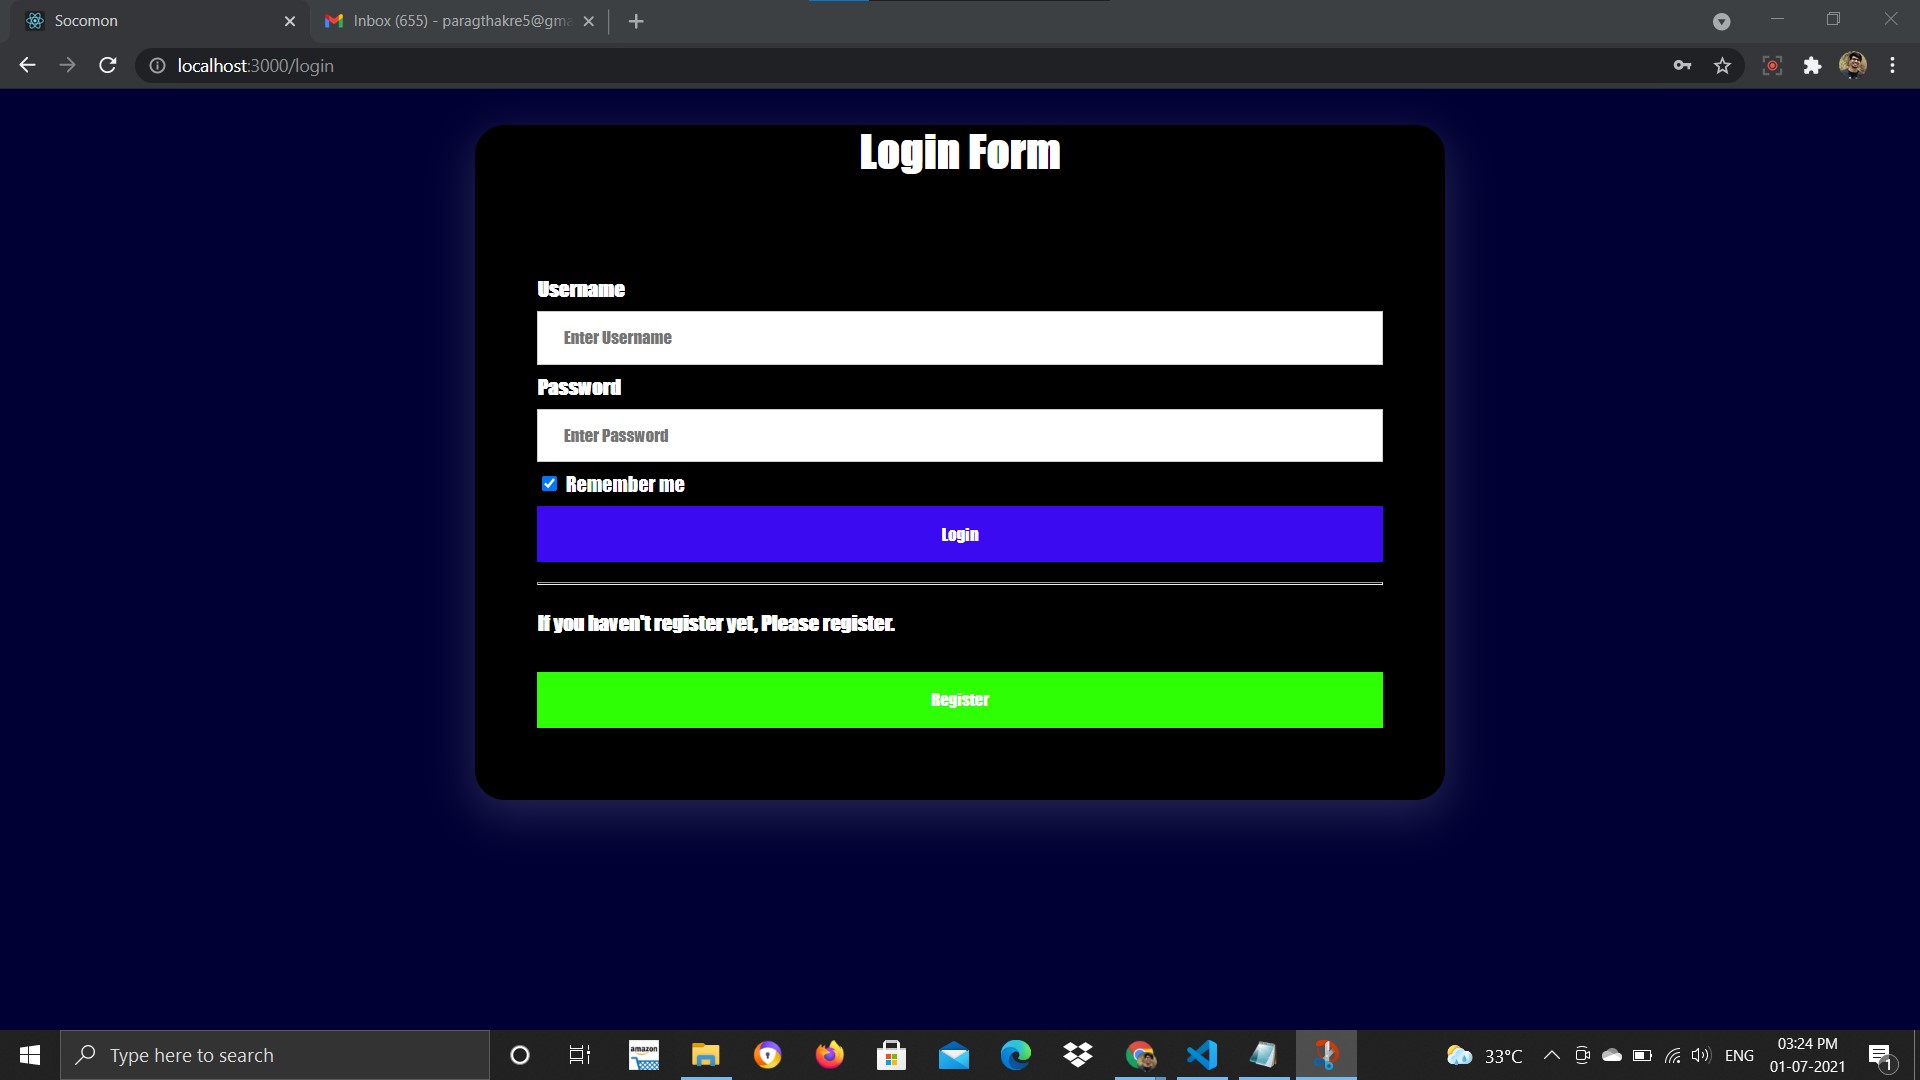 Socomon
Inbox (655) - paragthakre5@gma
localhost:3000/login
Login Form
Username
Enter Username
Password
Enter Password
Remember me
Login
If you haven't register yet, Please register.
Register
Type here to search
amazon
33°C
ENG
03:24 PM
01-07-2021
1